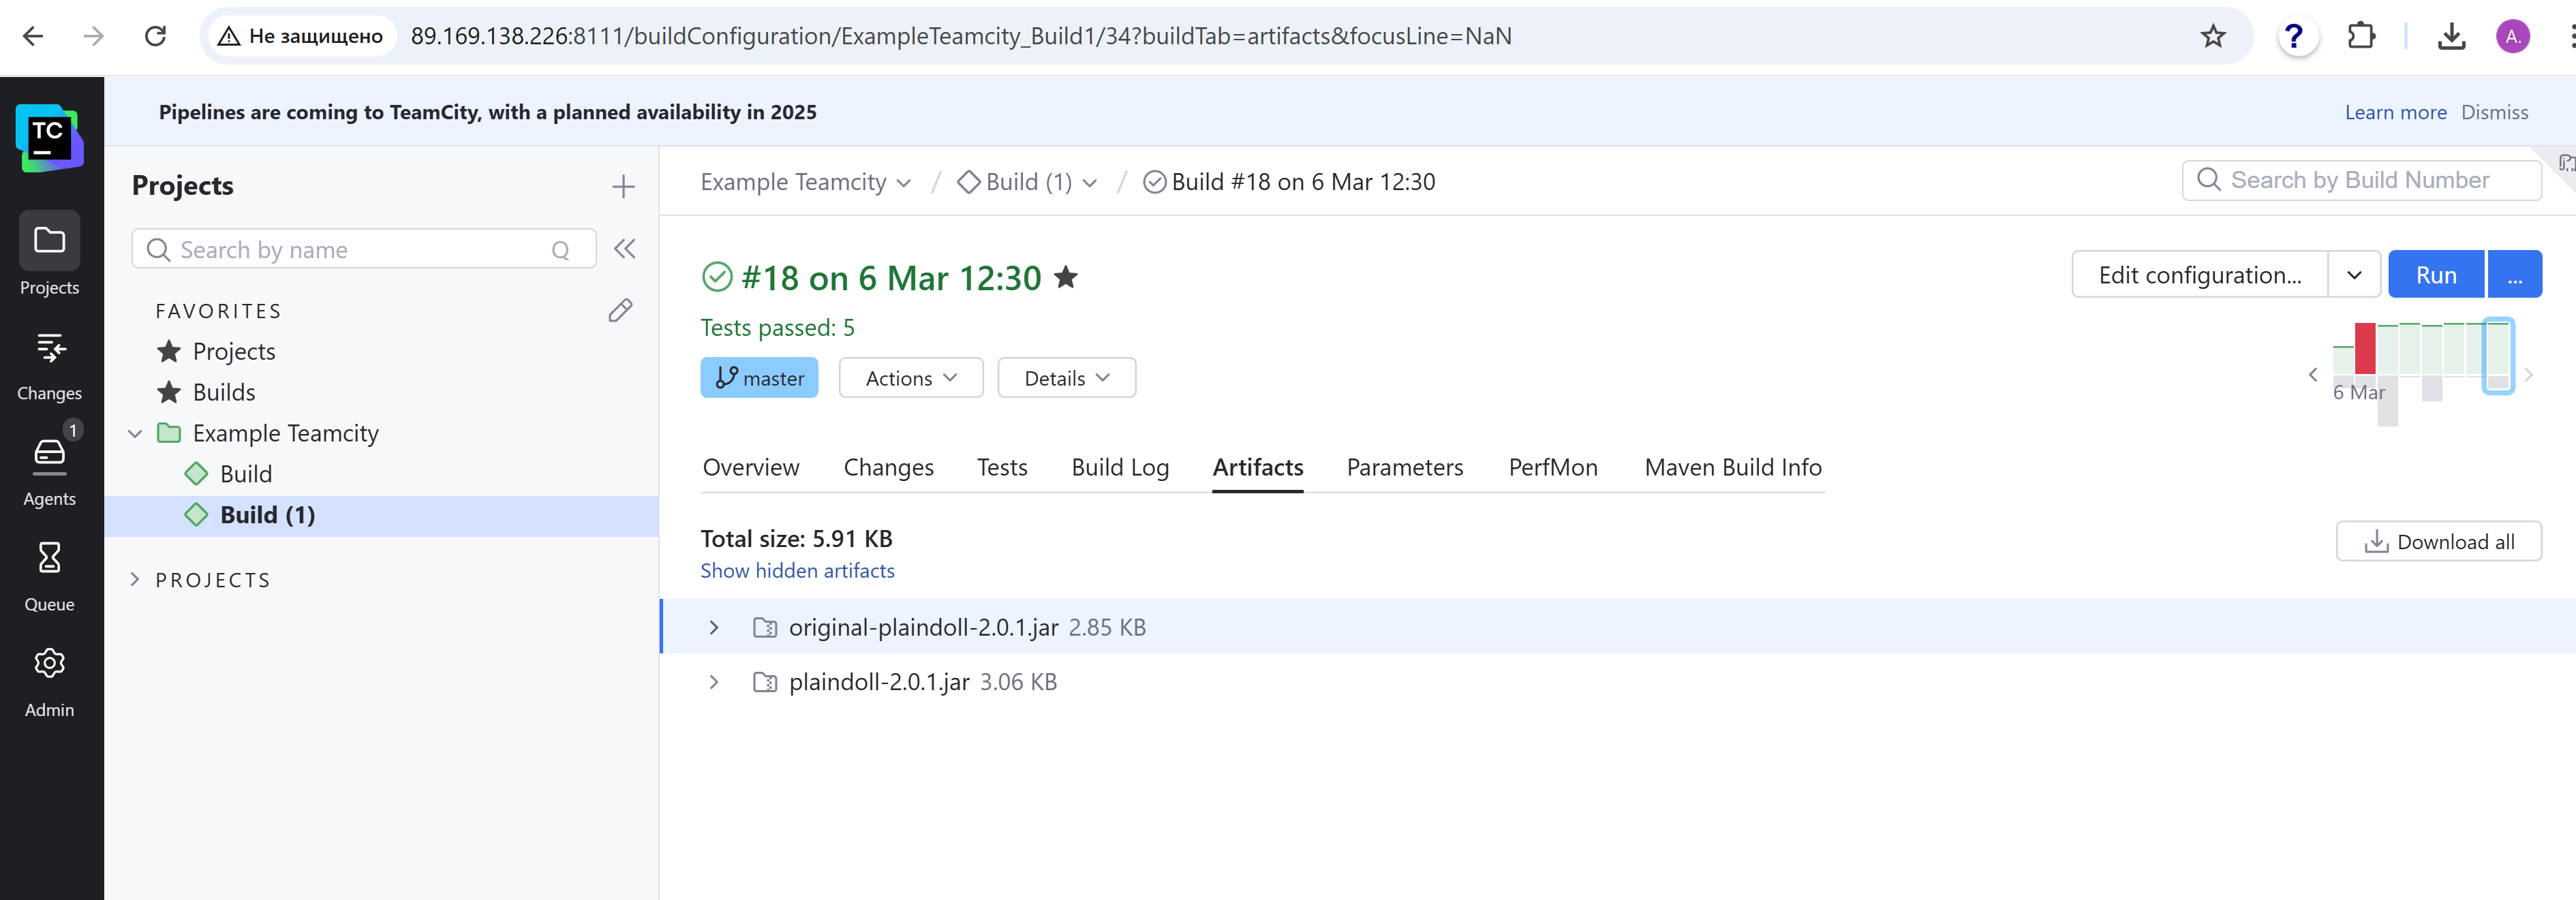 Не защищено 89.169.138.226:8111/buildConfiguration/ExampleTeamcity_Build1/34?buildTab=artifacts&focusLine=NaN
?
A.
TC
Pipelines are coming to TeamCity, with a planned availability in 2025
Learn more Dismiss
Projects
Changes
1
Agents
Queue
Admin
Projects
Search by name Q
FAVORITES
Projects
Builds
Example Teamcity
Build
Build (1)
PROJECTS
Example Teamcity / Build (1) / Build #18 on 6 Mar 12:30
Search by Build Number
#18 on 6 Mar 12:30
Edit configuration... Run ...
Tests passed: 5
master Actions Details
6 Mar
Overview Changes Tests Build Log Artifacts Parameters PerfMon Maven Build Info
Total size: 5.91 KB
Show hidden artifacts
Download all
original-plaindoll-2.0.1.jar 2.85 KB
plaindoll-2.0.1.jar 3.06 KB